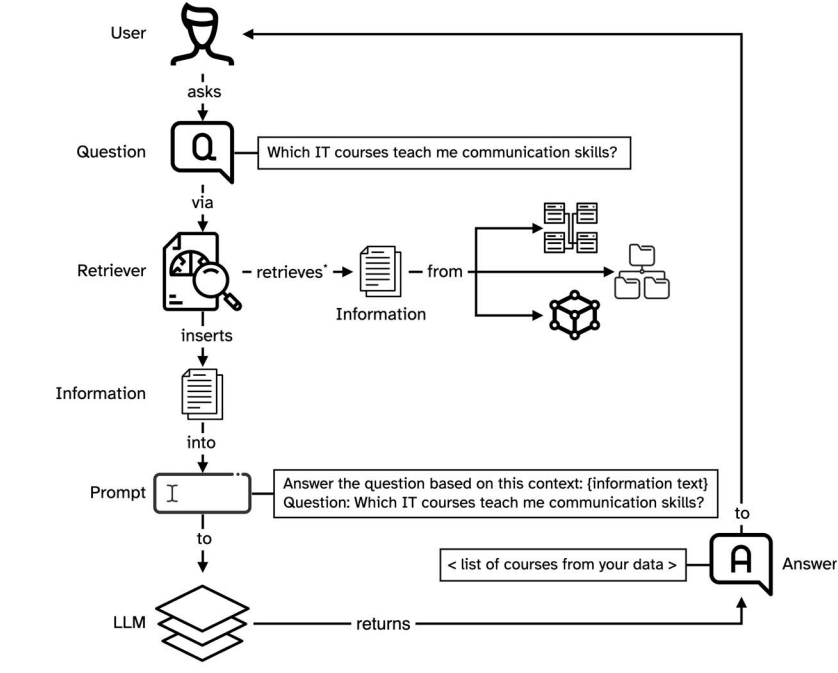 User
asks
Question
Q
Which IT courses teach me communication skills?
via
Retriever
retrieves*
from
Information
inserts
Information
into
Prompt
Answer the question based on this context: {information text}
Question: Which IT courses teach me communication skills?
to
to
< list of courses from your data >
A
Answer
LLM
returns